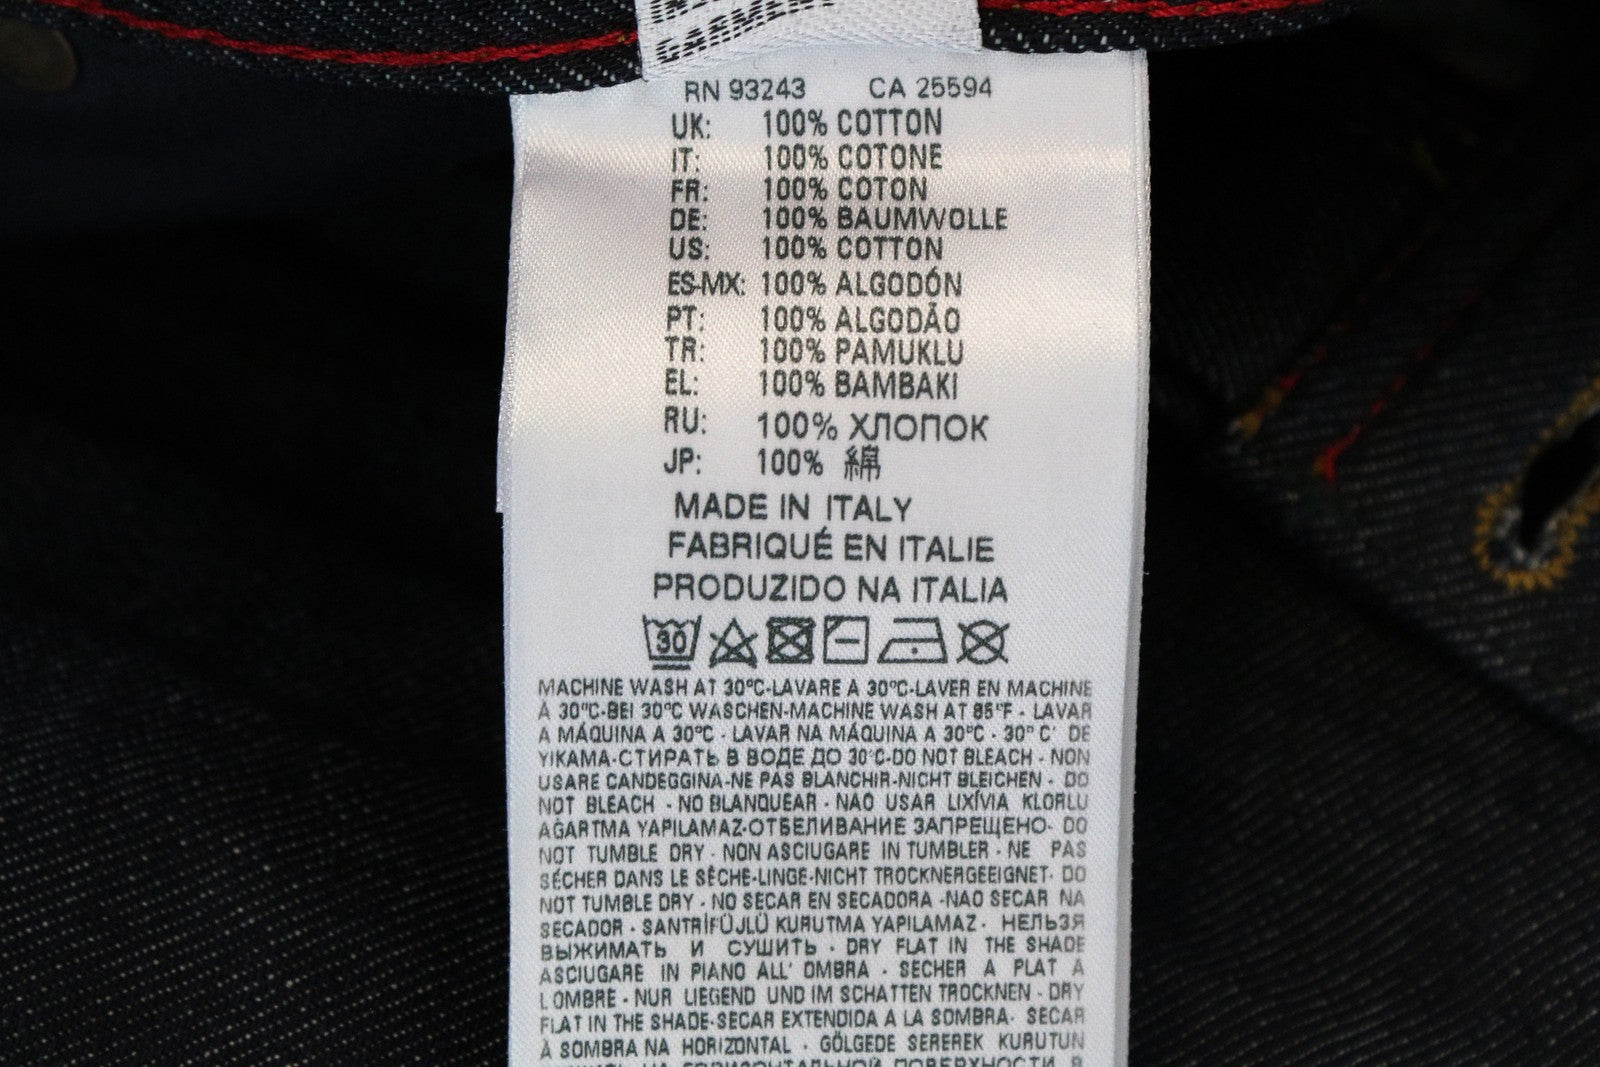 GARMENT
RN 93243 CA 25594
UK: 100% COTTON
IT: 100% COTONE
FR: 100% COTON
DE: 100% BAUMWOLLE
US: 100% COTTON
ES-MX: 100% ALGODÓN
PT: 100% ALGODÃO
TR: 100% PAMUKLU
EL: 100% BAMBAKI
RU: 100% ХЛОПОК
JP: 100% 綿
MADE IN ITALY
FABRIQUÉ EN ITALIE
PRODUZIDO NA ITALIA
30
MACHINE WASH AT 30°C-LAVARE A 30°C-LAVER EN MACHINE
À 30°C-BEI 30°C WASCHEN-MACHINE WASH AT 85°F - LAVAR
A MÁQUINA A 30°C - LAVAR NA MÁQUINA A 30°C - 30° C' DE
YIKAMA-СТИРАТЬ В ВОДЕ ДО 30°C-DO NOT BLEACH - NON
USARE CANDEGGINA-NE PAS BLANCHIR-NICHT BLEICHEN - DO
NOT BLEACH - NO BLANQUEAR - NAO USAR LIXÍVIA KLORLU
AĞARTMA YAPILAMAZ-ОТБЕЛИВАНИЕ ЗАПРЕЩЕНО- DO
NOT TUMBLE DRY - NON ASCIUGARE IN TUMBLER - NE PAS
SÉCHER DANS LE SÈCHE-LINGE-NICHT TROCKNERGEEIGNET- DO
NOT TUMBLE DRY - NO SECAR EN SECADORA -NAO SECAR NA
SECADOR - SANTRİFÜJLÜ KURUTMA YAPILAMAZ - НЕЛЬЗЯ
ВЫЖИМАТЬ И СУШИТЬ - DRY FLAT IN THE SHADE
ASCIUGARE IN PIANO ALL' OMBRA - SECHER A PLAT A
L OMBRE - NUR LIEGEND UND IM SCHATTEN TROCKNEN - DRY
FLAT IN THE SHADE-SECAR EXTENDIDA A LA SOMBRA- SECAR
À SOMBRA NA HORIZONTAL - GÖLGEDE SEREREK KURUTUN
НА ГОРИЗОНТАЛЬНОЙ ПОВЕРХНОСТИ В